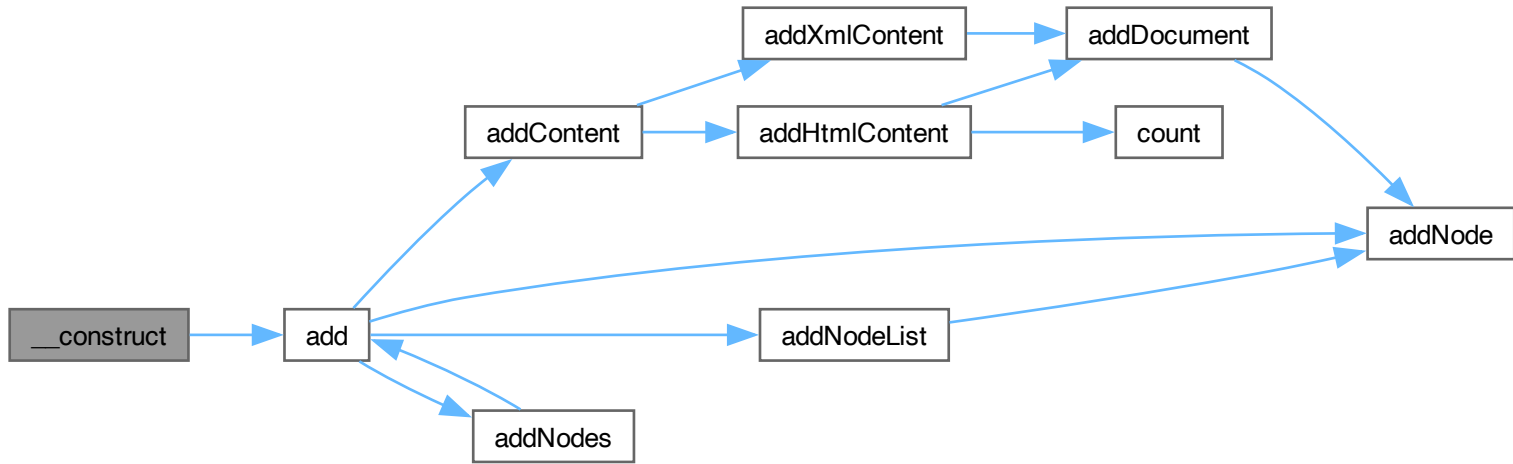 addXmlContent
addDocument
addContent
addHtmlContent
count
addNode
__construct
add
addNodeList
addNodes